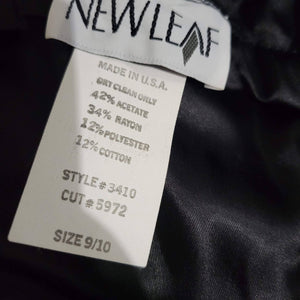 NEWLEAF
MADE IN U.S.A.
DRY CLEAN ONLY
42% ACETATE
34% RAYON
12% POLYESTER
12% COTTON
STYLE # 3410
CUT # 5972
SIZE 9/10